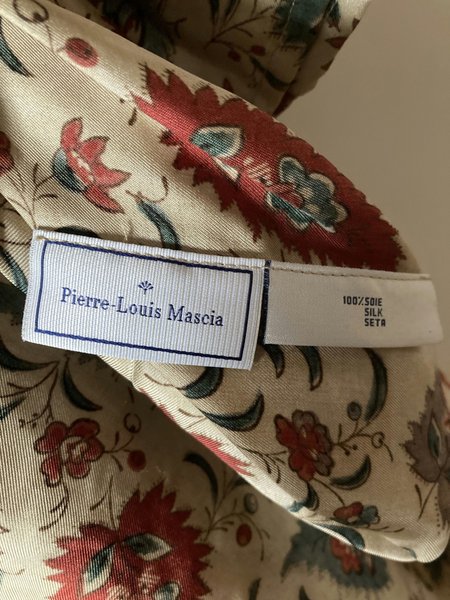 Pierre-Louis Mascia
100% SOIE
SILK
SETA